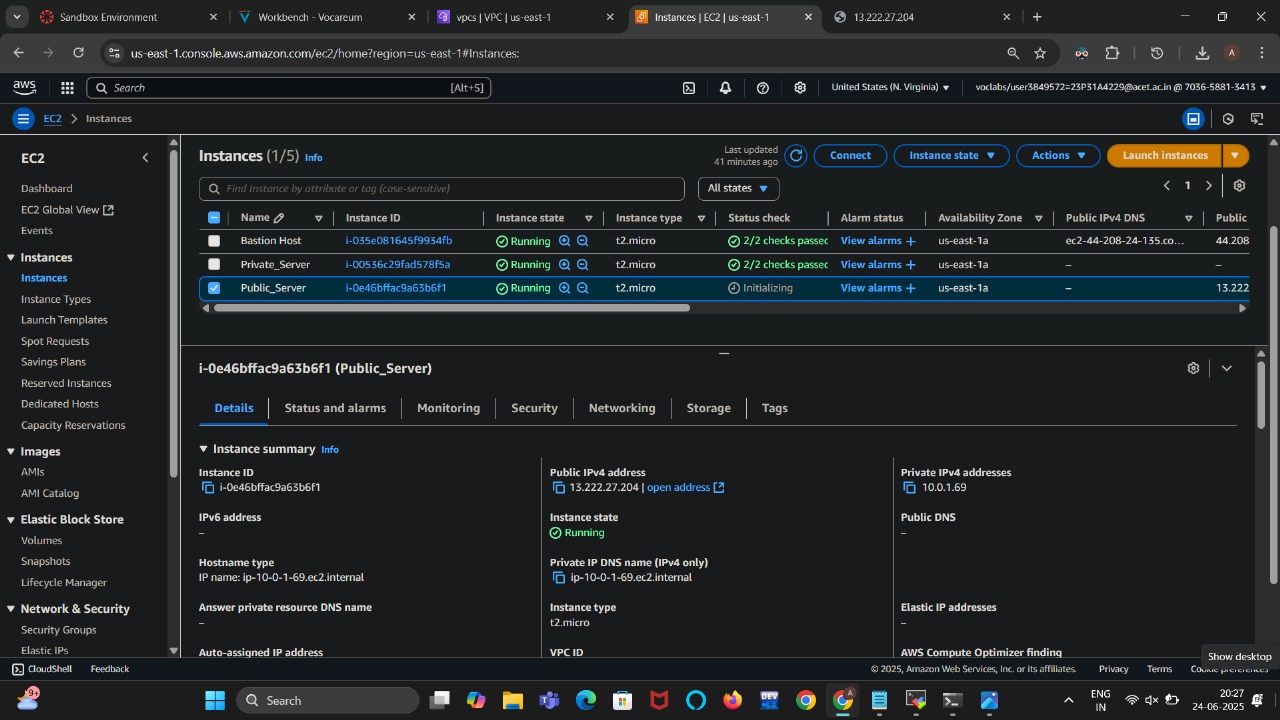 Sandbox Environment
Workbench - Vocareum
vpcs | VPC | us-east-1
Instances | EC2 | us-east-1
13.222.27.204
us-east-1.console.aws.amazon.com/ec2/home?region=us-east-1#Instances:
A
aws
Search
[Alt+S]
United States (N. Virginia)
voclabs/user3849572=23P31A4229@acet.ac.in @ 7036-5881-3413
EC2
Instances
EC2
Dashboard
EC2 Global View
Events
Instances
Instances
Instance Types
Launch Templates
Spot Requests
Savings Plans
Reserved Instances
Dedicated Hosts
Capacity Reservations
Images
AMIs
AMI Catalog
Elastic Block Store
Volumes
Snapshots
Lifecycle Manager
Network & Security
Security Groups
Elastic IPs
Instances (1/5) Info
Last updated
41 minutes ago
Connect
Instance state
Actions
Launch instances
Find Instance by attribute or tag (case-sensitive)
All states
1
Name Instance ID Instance state Instance type Status check Alarm status Availability Zone Public IPv4 DNS Public
Bastion Host i-035e081645f9934fb Running t2.micro 2/2 checks passec View alarms + us-east-1a ec2-44-208-24-135.co... 44.208
Private_Server i-00536c29fad578f5a Running t2.micro 2/2 checks passec View alarms + us-east-1a – –
Public_Server i-0e46bffac9a63b6f1 Running t2.micro Initializing View alarms + us-east-1a – 13.222
i-0e46bffac9a63b6f1 (Public_Server)
Details Status and alarms Monitoring Security Networking Storage Tags
Instance summary Info
Instance ID
i-0e46bffac9a63b6f1
Public IPv4 address
13.222.27.204 | open address
Private IPv4 addresses
10.0.1.69
IPv6 address
–
Instance state
Running
Public DNS
–
Hostname type
IP name: ip-10-0-1-69.ec2.internal
Private IP DNS name (IPv4 only)
ip-10-0-1-69.ec2.internal
Answer private resource DNS name
–
Instance type
t2.micro
Elastic IP addresses
–
Auto-assigned IP address
VPC ID
AWS Compute Optimizer finding
Show desktop
CloudShell
Feedback
© 2025, Amazon Web Services, Inc. or its affiliates.
Privacy
Terms
Cookie preferences
9+
Search
DEV
A
ENG
IN
20:27
24-06-2025